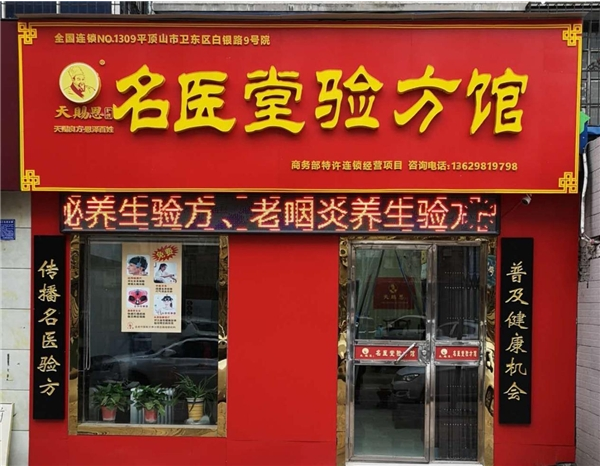 全国连锁NO.1309平顶山市卫东区白银路9号院
天赐恩
天赐良方·恩泽百姓
名医堂验方馆
商务部特许连锁经营项目 咨询电话:13629819798
养生验方、老咽炎养生验方
传播名医验方
普及健康机会
名医堂验方馆
名医堂验方馆